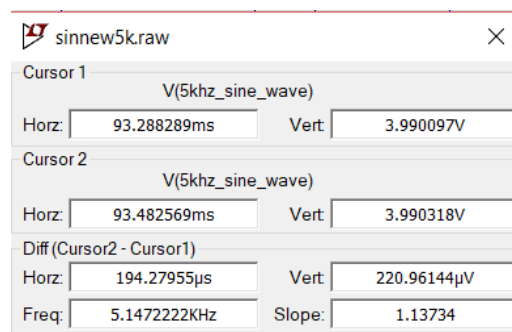 sinnew5k.raw
Cursor 1
V(5khz_sine_wave)
Horz: 93.288289ms Vert: 3.990097V
Cursor 2
V(5khz_sine_wave)
Horz: 93.482569ms Vert: 3.990318V
Diff (Cursor2 - Cursor1)
Horz: 194.27955µs Vert: 220.96144µV
Freq: 5.1472222KHz Slope: 1.13734